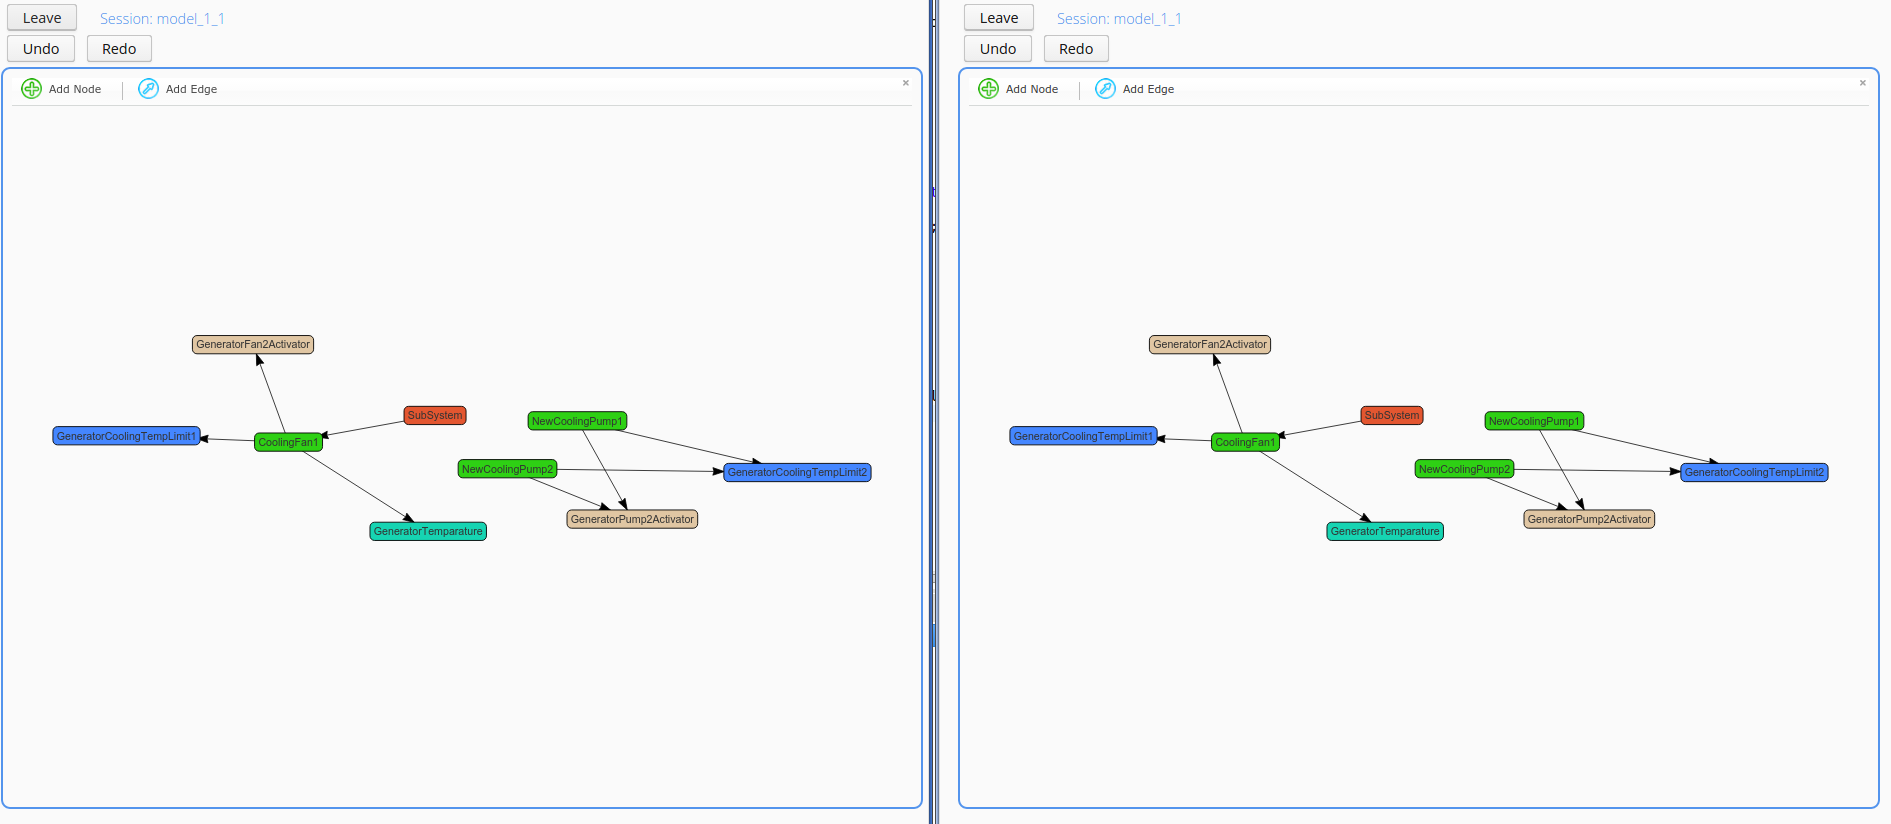 Leave Session: model_1_1
Undo Redo
Add Node Add Edge ×
GeneratorFan2Activator
SubSystem
NewCoolingPump1
GeneratorCoolingTempLimit1
CoolingFan1
NewCoolingPump2
GeneratorCoolingTempLimit2
GeneratorPump2Activator
GeneratorTemparature
Leave Session: model_1_1
Undo Redo
Add Node Add Edge ×
GeneratorFan2Activator
SubSystem
NewCoolingPump1
GeneratorCoolingTempLimit1
CoolingFan1
NewCoolingPump2
GeneratorCoolingTempLimit2
GeneratorPump2Activator
GeneratorTemparature